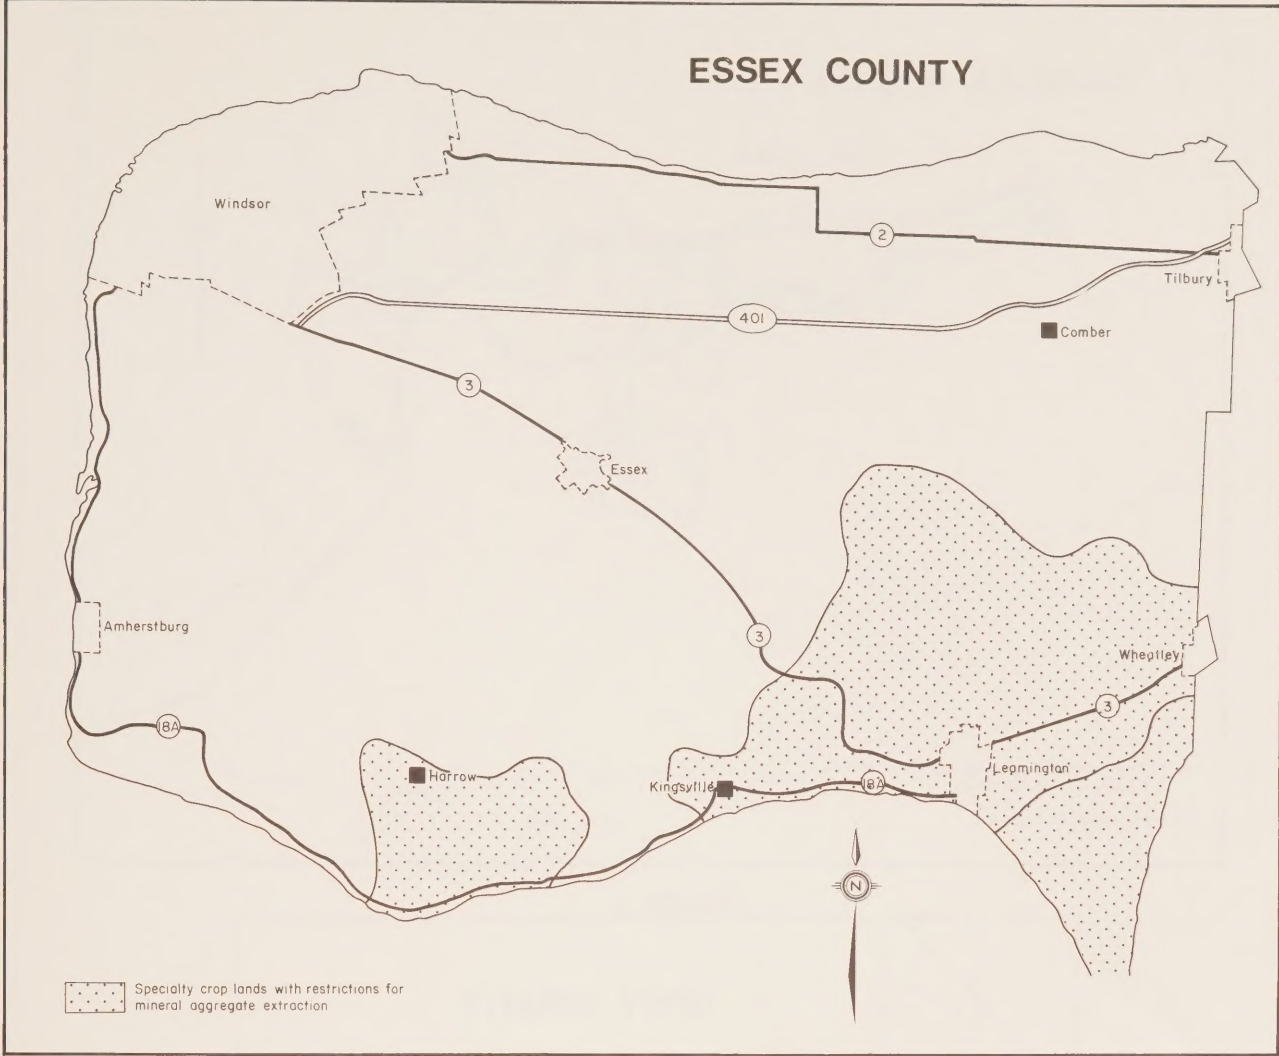 ESSEX COUNTY
Windsor
2
Tilbury
401
Comber
3
Essex
3
Amherstburg
Wheatley
3
18A
Harrow
Kingsville
18A
Leamington
N
Specialty crop lands with restrictions for
mineral aggregate extraction